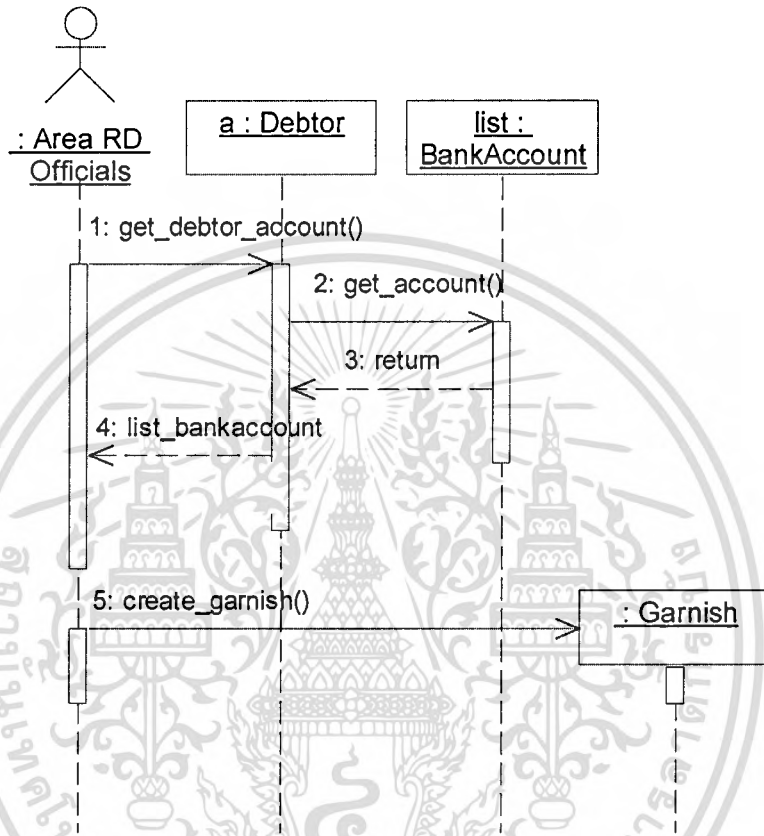 : Area RD
Officials
a : Debtor
list :
BankAccount
1: get_debtor_account()
2: get_account()
3: return
4: list_bankaccount
5: create_garnish()
: Garnish